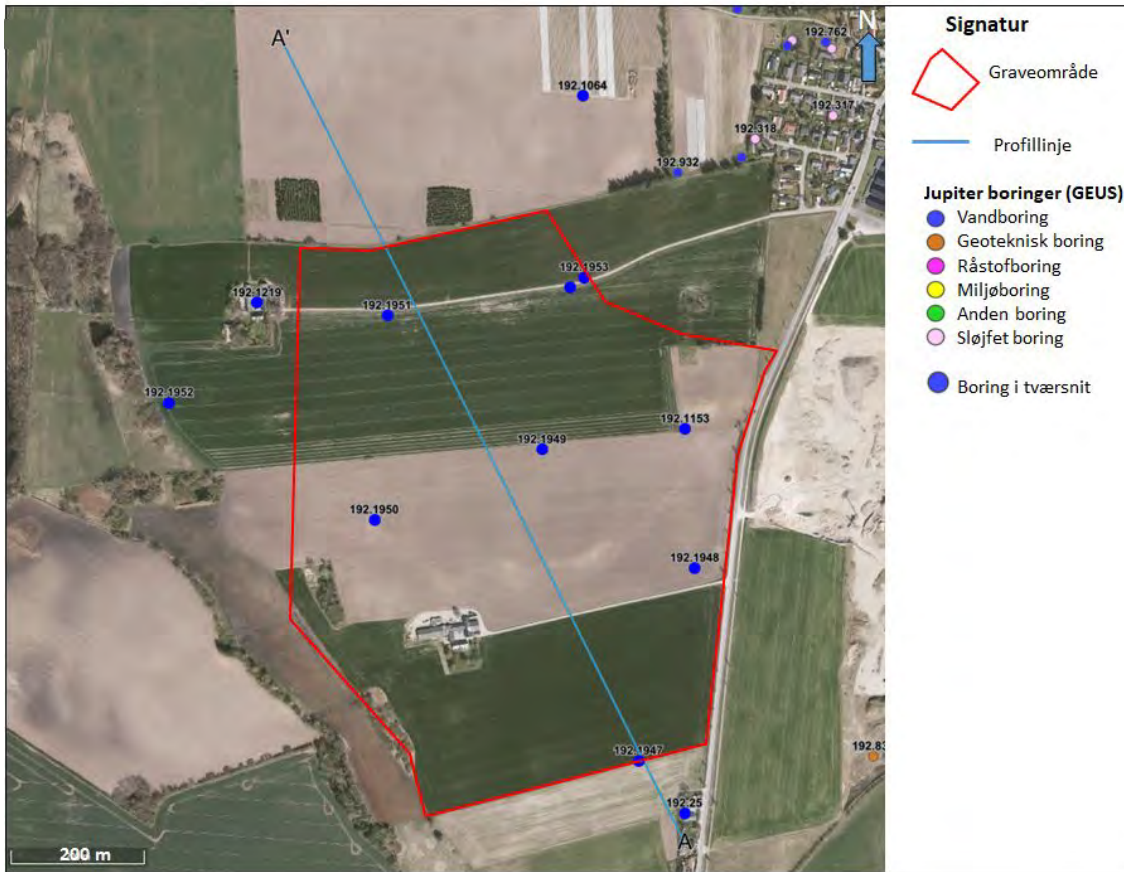 A'
N
192.762
192.1064
192.317
192.318
192.932
192.1953
192.1219
192.1951
192.1952
192.1153
192.1949
192.1950
192.1948
192.1947
192.25
A
200 m
Signatur
Graveområde
Profillinje
Jupiter boringer (GEUS)
Vandboring
Geoteknisk boring
Råstofboring
Miljøboring
Anden boring
Sløjfet boring
Boring i tværsnit